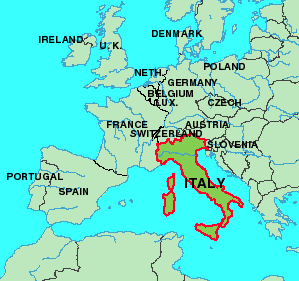 DENMARK
IRELAND
U.K.
NETH.
POLAND
GERMANY
BELGIUM
LUX.
CZECH
FRANCE
AUSTRIA
SWITZERLAND
SLOVENIA
PORTUGAL
ITALY
SPAIN